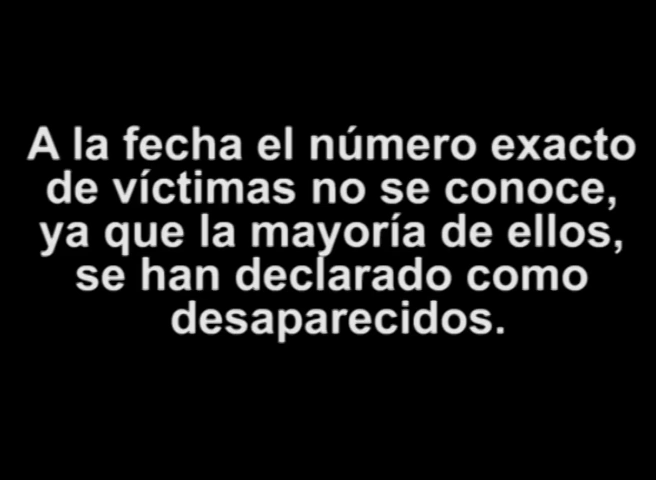 A la fecha el número exacto
de víctimas no se conoce,
ya que la mayoría de ellos,
se han declarado como
desaparecidos.